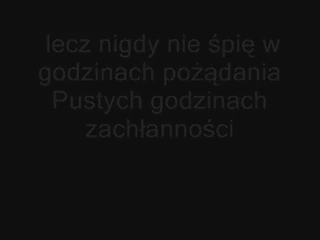 lecz nigdy nie śpię w
godzinach pożądania
Pustych godzinach
zachłanności